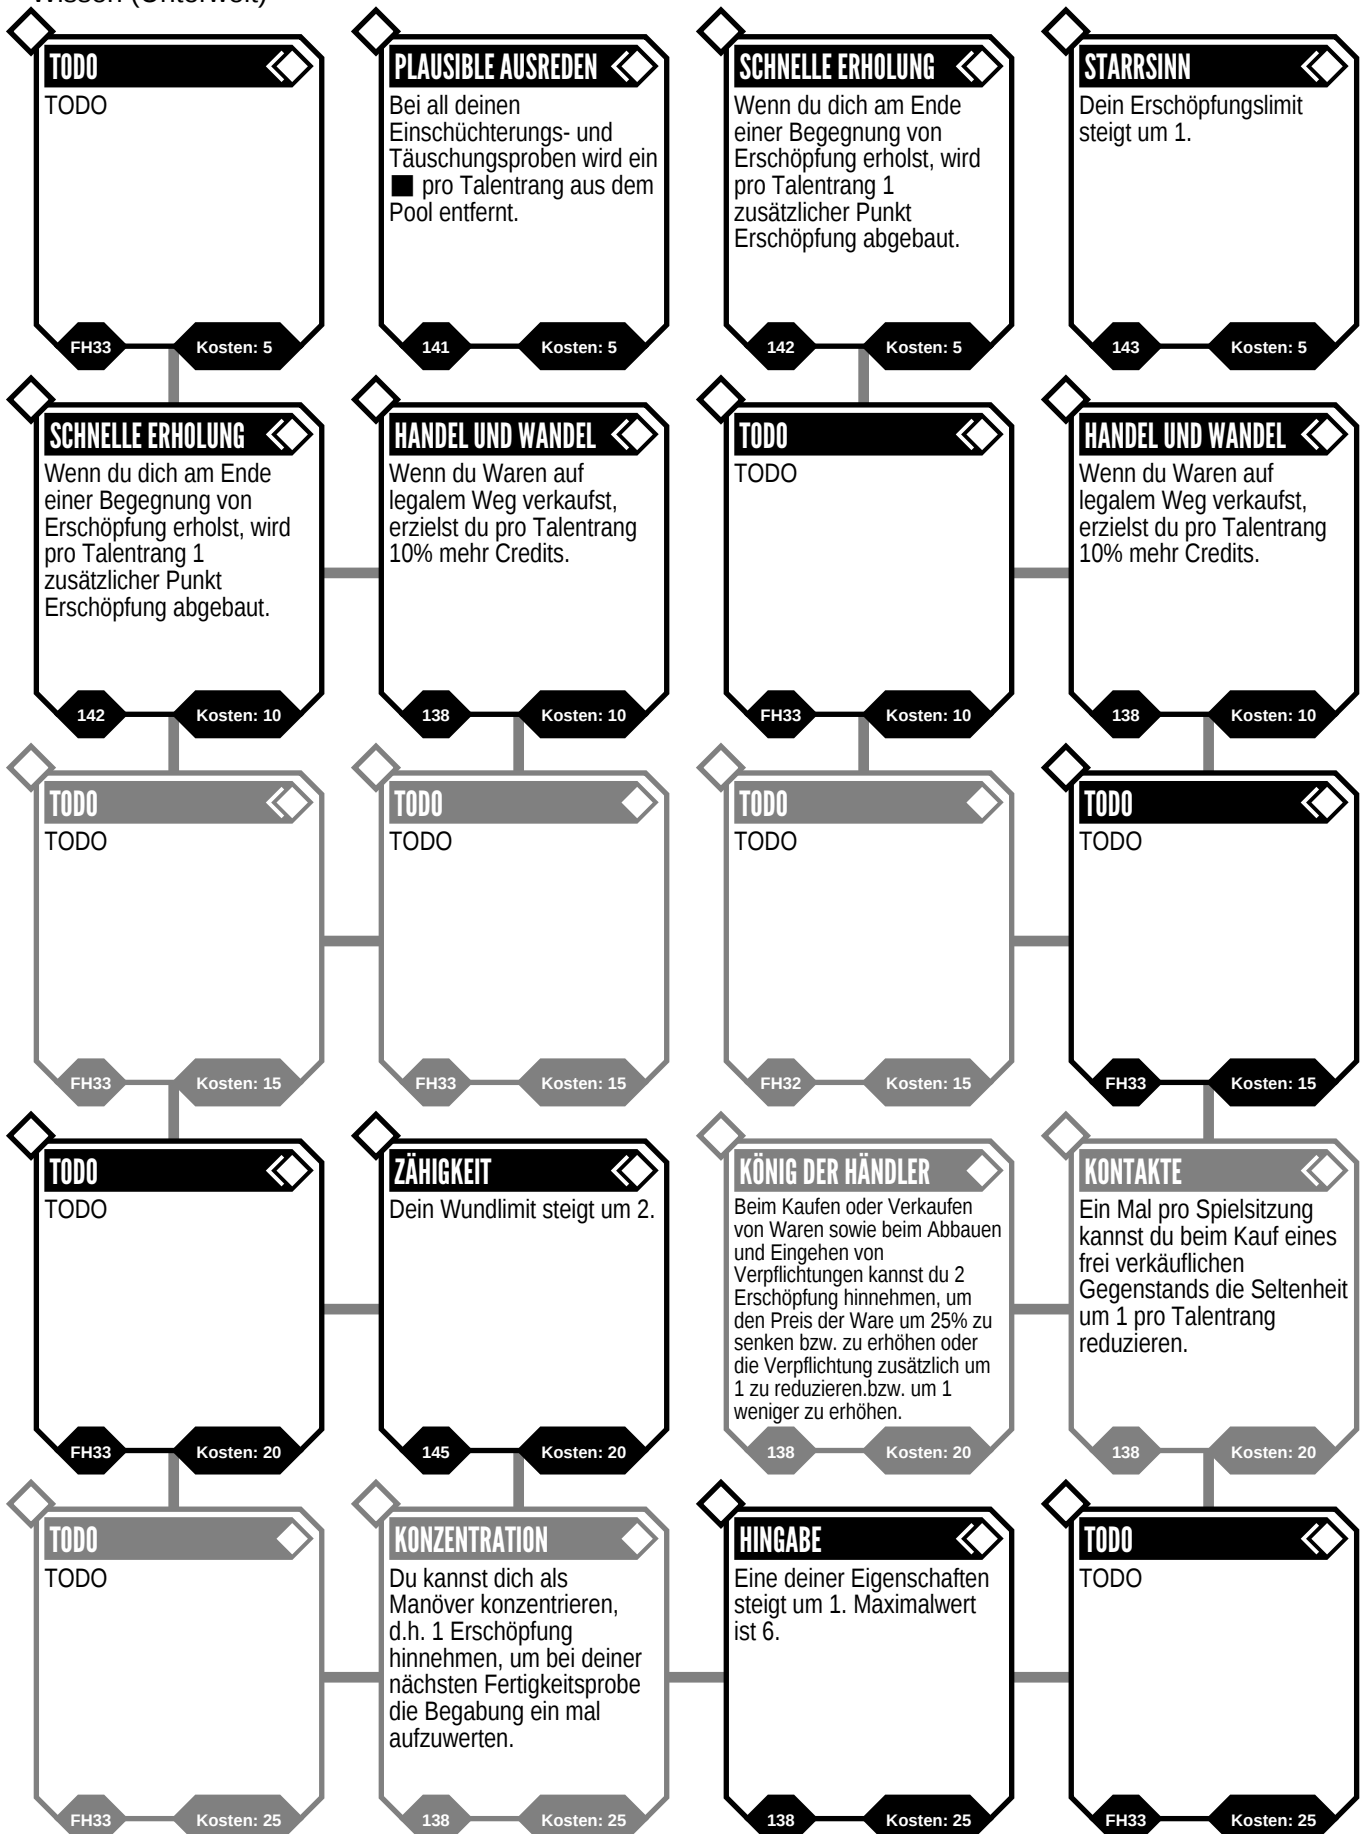 Wissen (Unterwelt)
TODO
TODO
FH33
Kosten: 5
PLAUSIBLE AUSREDEN
Bei all deinen
Einschüchterungs- und
Täuschungsproben wird ein
■ pro Talentrang aus dem
Pool entfernt.
141
Kosten: 5
SCHNELLE ERHOLUNG
Wenn du dich am Ende
einer Begegnung von
Erschöpfung erholst, wird
pro Talentrang 1
zusätzlicher Punkt
Erschöpfung abgebaut.
142
Kosten: 5
STARRSINN
Dein Erschöpfungslimit
steigt um 1.
143
Kosten: 5
SCHNELLE ERHOLUNG
Wenn du dich am Ende
einer Begegnung von
Erschöpfung erholst, wird
pro Talentrang 1
zusätzlicher Punkt
Erschöpfung abgebaut.
142
Kosten: 10
HANDEL UND WANDEL
Wenn du Waren auf
legalem Weg verkaufst,
erzielst du pro Talentrang
10% mehr Credits.
138
Kosten: 10
TODO
TODO
FH33
Kosten: 10
HANDEL UND WANDEL
Wenn du Waren auf
legalem Weg verkaufst,
erzielst du pro Talentrang
10% mehr Credits.
138
Kosten: 10
TODO
TODO
FH33
Kosten: 15
TODO
TODO
FH33
Kosten: 15
TODO
TODO
FH32
Kosten: 15
TODO
TODO
FH33
Kosten: 15
TODO
TODO
FH33
Kosten: 20
ZÄHIGKEIT
Dein Wundlimit steigt um 2.
145
Kosten: 20
KÖNIG DER HÄNDLER
Beim Kaufen oder Verkaufen
von Waren sowie beim Abbauen
und Eingehen von
Verpflichtungen kannst du 2
Erschöpfung hinnehmen, um
den Preis der Ware um 25% zu
senken bzw. zu erhöhen oder
die Verpflichtung zusätzlich um
1 zu reduzieren.bzw. um 1
weniger zu erhöhen.
138
Kosten: 20
KONTAKTE
Ein Mal pro Spielsitzung
kannst du beim Kauf eines
frei verkäuflichen
Gegenstands die Seltenheit
um 1 pro Talentrang
reduzieren.
138
Kosten: 20
TODO
TODO
FH33
Kosten: 25
KONZENTRATION
Du kannst dich als
Manöver konzentrieren,
d.h. 1 Erschöpfung
hinnehmen, um bei deiner
nächsten Fertigkeitsprobe
die Begabung ein mal
aufzuwerten.
138
Kosten: 25
HINGABE
Eine deiner Eigenschaften
steigt um 1. Maximalwert
ist 6.
138
Kosten: 25
TODO
TODO
FH33
Kosten: 25